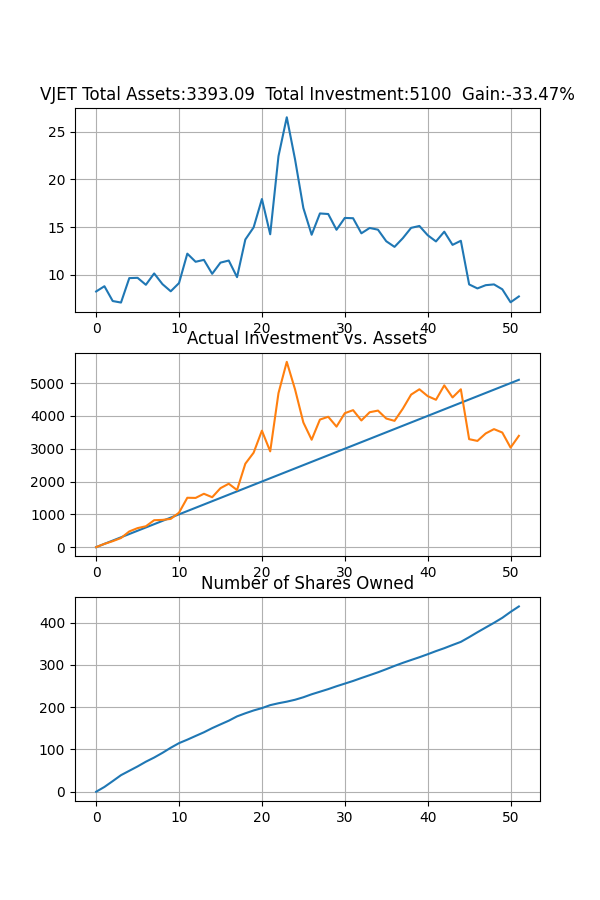 VJET Total Assets:3393.09  Total Investment:5100  Gain:-33.47%
25
20
15
10
0 10 20 30 40 50
Actual Investment vs. Assets
5000
4000
3000
2000
1000
0
0 10 20 30 40 50
Number of Shares Owned
400
300
200
100
0
0 10 20 30 40 50